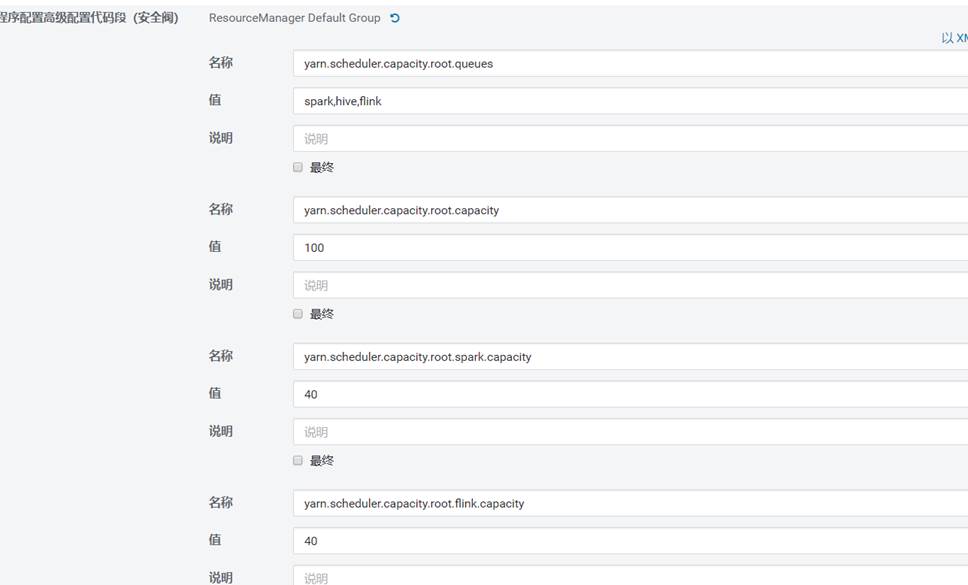 程序配置高级配置代码段（安全阀） ResourceManager Default Group
以 XM
名称 yarn.scheduler.capacity.root.queues
值 spark,hive,flink
说明 说明
最终
名称 yarn.scheduler.capacity.root.capacity
值 100
说明 说明
最终
名称 yarn.scheduler.capacity.root.spark.capacity
值 40
说明 说明
最终
名称 yarn.scheduler.capacity.root.flink.capacity
值 40
说明 说明